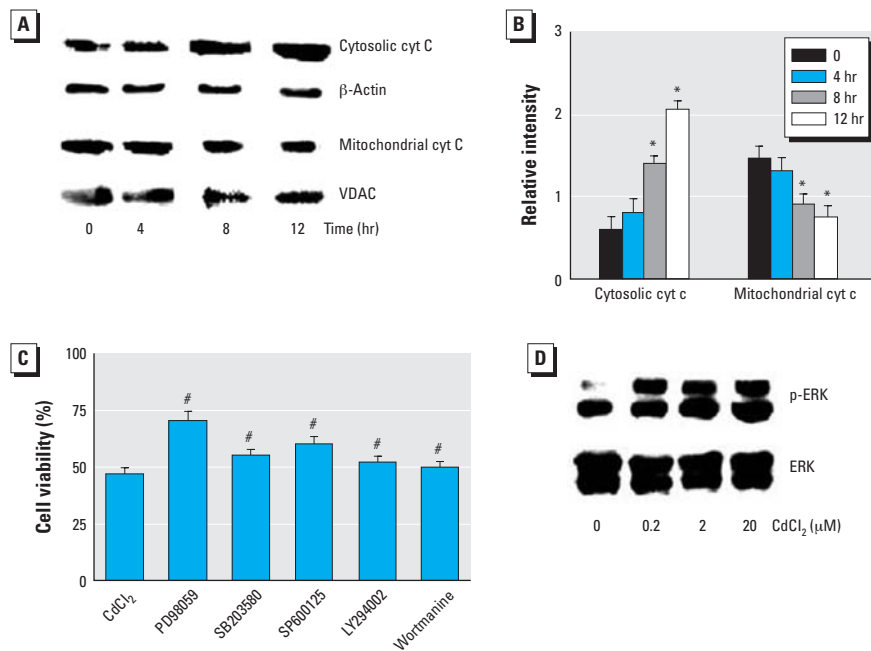 A
Cytosolic cyt C
β-Actin
Mitochondrial cyt C
VDAC
0 4 8 12 Time (hr)
B
Relative intensity
3
2
1
0
0
4 hr
8 hr
12 hr
* * * *
Cytosolic cyt c Mitochondrial cyt c
C
Cell viability (%)
100
75
50
25
0
# # # # #
CdCl₂ PD98059 SB203580 SP600125 LY294002 Wortmanine
D
p-ERK
ERK
0 0.2 2 20 CdCl₂ (µM)